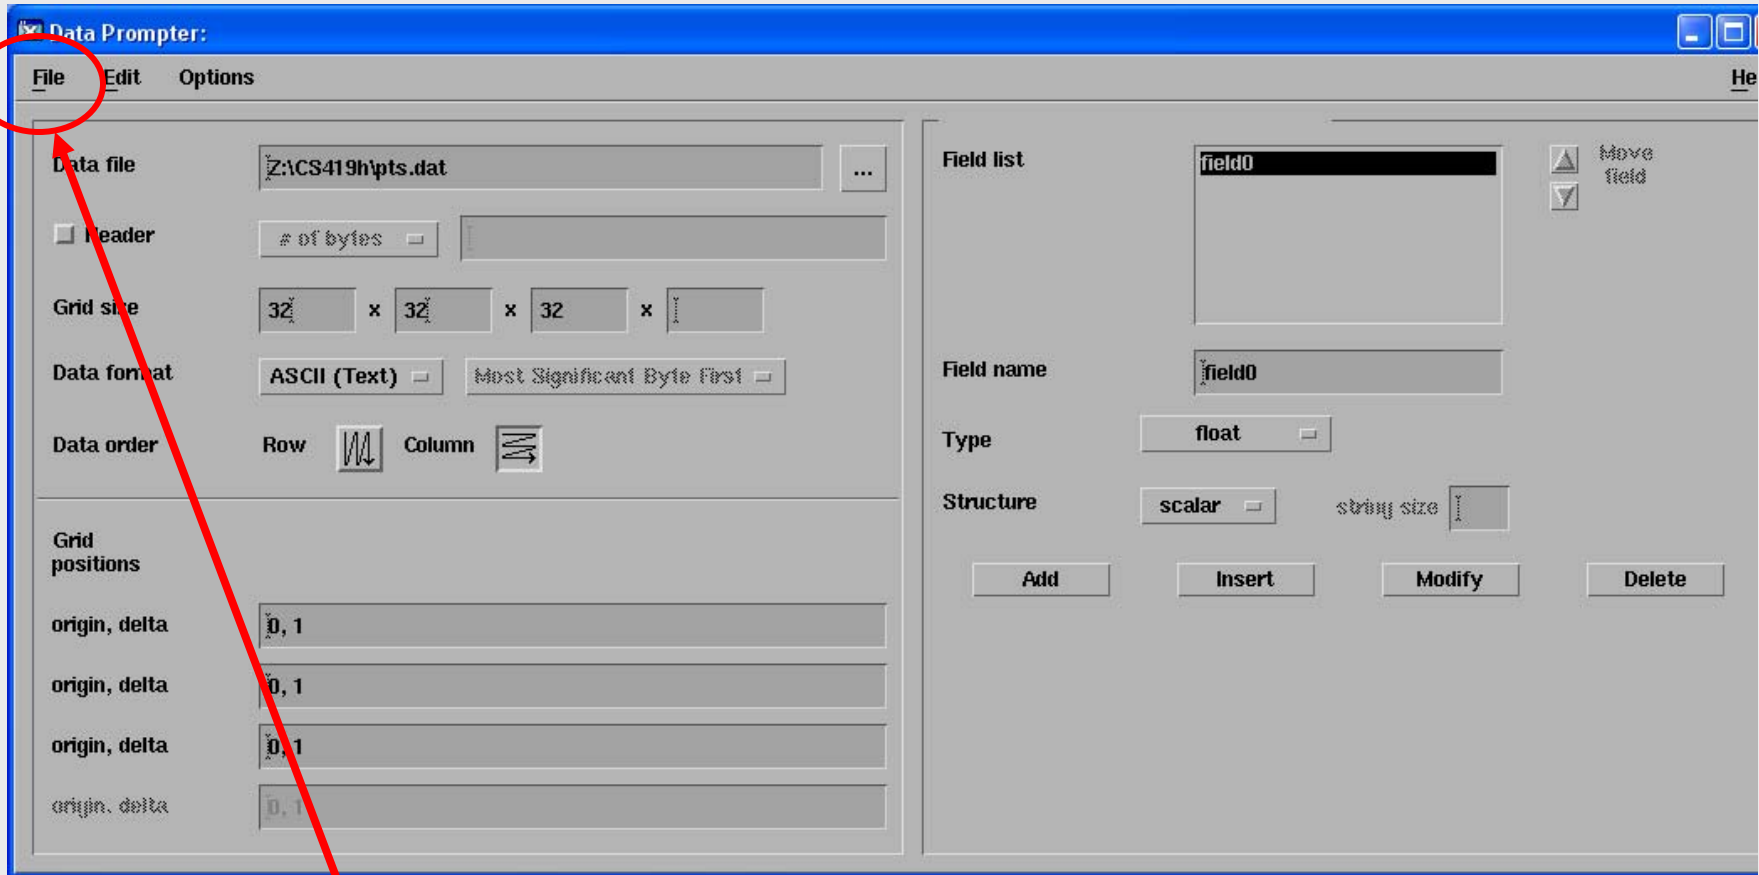 Data Prompter:
File Edit Options He
Data file Z:\CS419h\pts.dat ...
Header # of bytes
Grid size 32 x 32 x 32 x
Data format ASCII (Text) Most Significant Byte First
Data order Row Column
Grid
positions
origin, delta 0, 1
origin, delta 0, 1
origin, delta 0, 1
origin, delta 0, 1
Field list field0 Move
field
Field name field0
Type float
Structure scalar string size
Add Insert Modify Delete